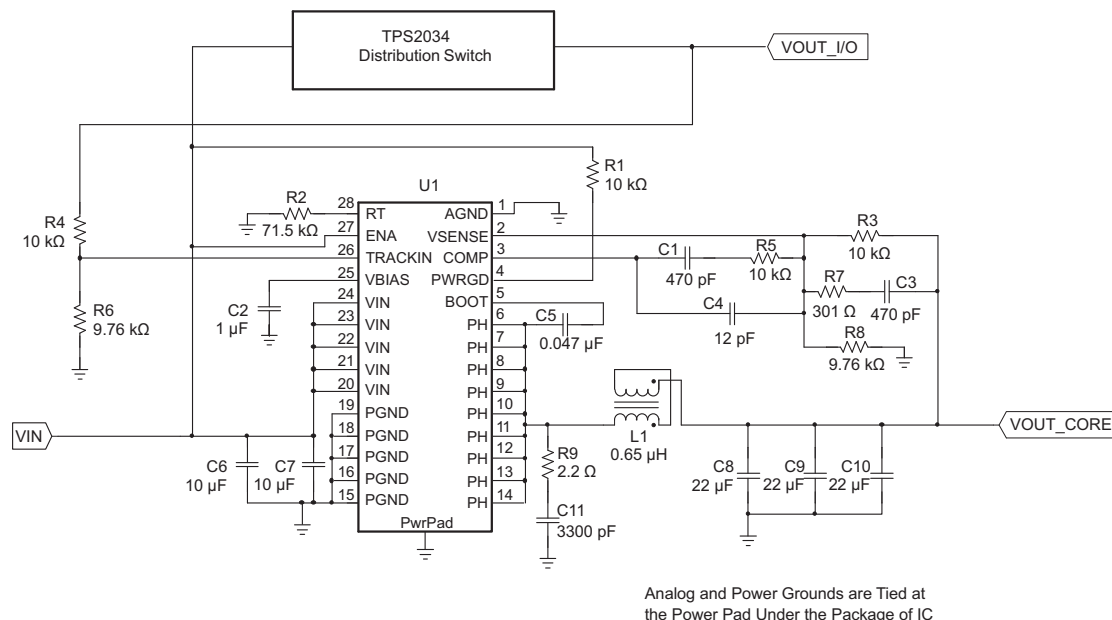 TPS2034
Distribution Switch
VOUT_I/O
R1
10 kΩ
U1
R2
71.5 kΩ
R4
10 kΩ
R6
9.76 kΩ
C2
1 µF
28
RT
27
ENA
26
TRACKIN
25
VBIAS
24
VIN
23
VIN
22
VIN
21
VIN
20
VIN
19
PGND
18
PGND
17
PGND
16
PGND
15
PGND
1
AGND
2
VSENSE
3
COMP
4
PWRGD
5
BOOT
6
PH
7
PH
8
PH
9
PH
10
PH
11
PH
12
PH
13
PH
14
PH
PwrPad
C1
470 pF
R5
10 kΩ
R3
10 kΩ
R7
301 Ω
C3
470 pF
C4
12 pF
R8
9.76 kΩ
C5
0.047 µF
VIN
C6
10 µF
C7
10 µF
R9
2.2 Ω
C11
3300 pF
L1
0.65 µH
C8
22 µF
C9
22 µF
C10
22 µF
VOUT_CORE
Analog and Power Grounds are Tied at
the Power Pad Under the Package of IC